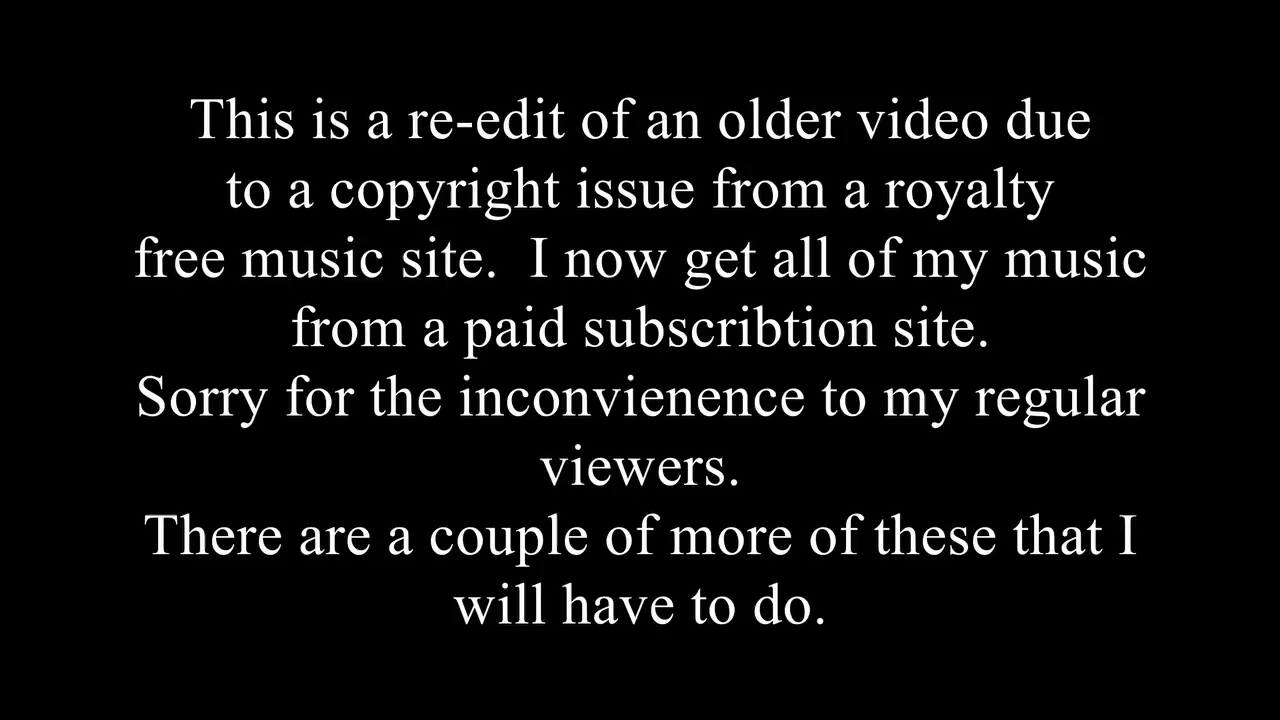 This is a re-edit of an older video due
to a copyright issue from a royalty
free music site.  I now get all of my music
from a paid subscribtion site.
Sorry for the inconvienence to my regular
viewers.
There are a couple of more of these that I
will have to do.